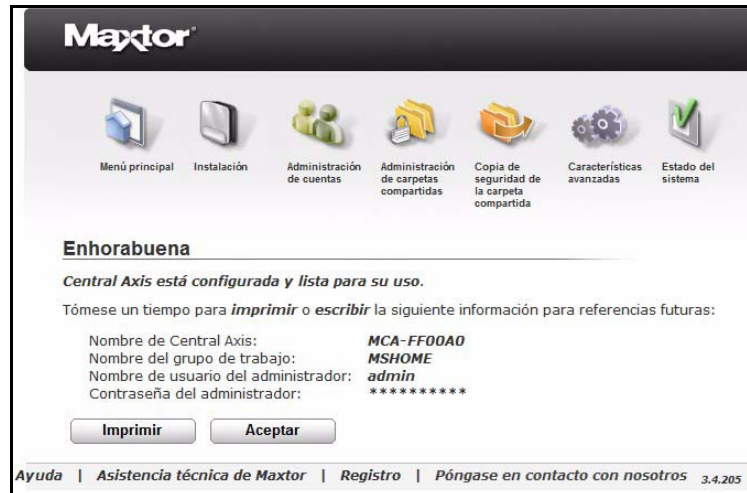 Maxtor
Menú principal
Instalación
Administración
de cuentas
Administración
de carpetas
compartidas
Copia de
seguridad de
la carpeta
compartida
Características
avanzadas
Estado del
sistema
Enhorabuena
Central Axis está configurada y lista para su uso.
Tómese un tiempo para imprimir o escribir la siguiente información para referencias futuras:
Nombre de Central Axis: MCA-FF00A0
Nombre del grupo de trabajo: MSHOME
Nombre de usuario del administrador: admin
Contraseña del administrador: **********
Imprimir Aceptar
Ayuda | Asistencia técnica de Maxtor | Registro | Póngase en contacto con nosotros 3.4.205